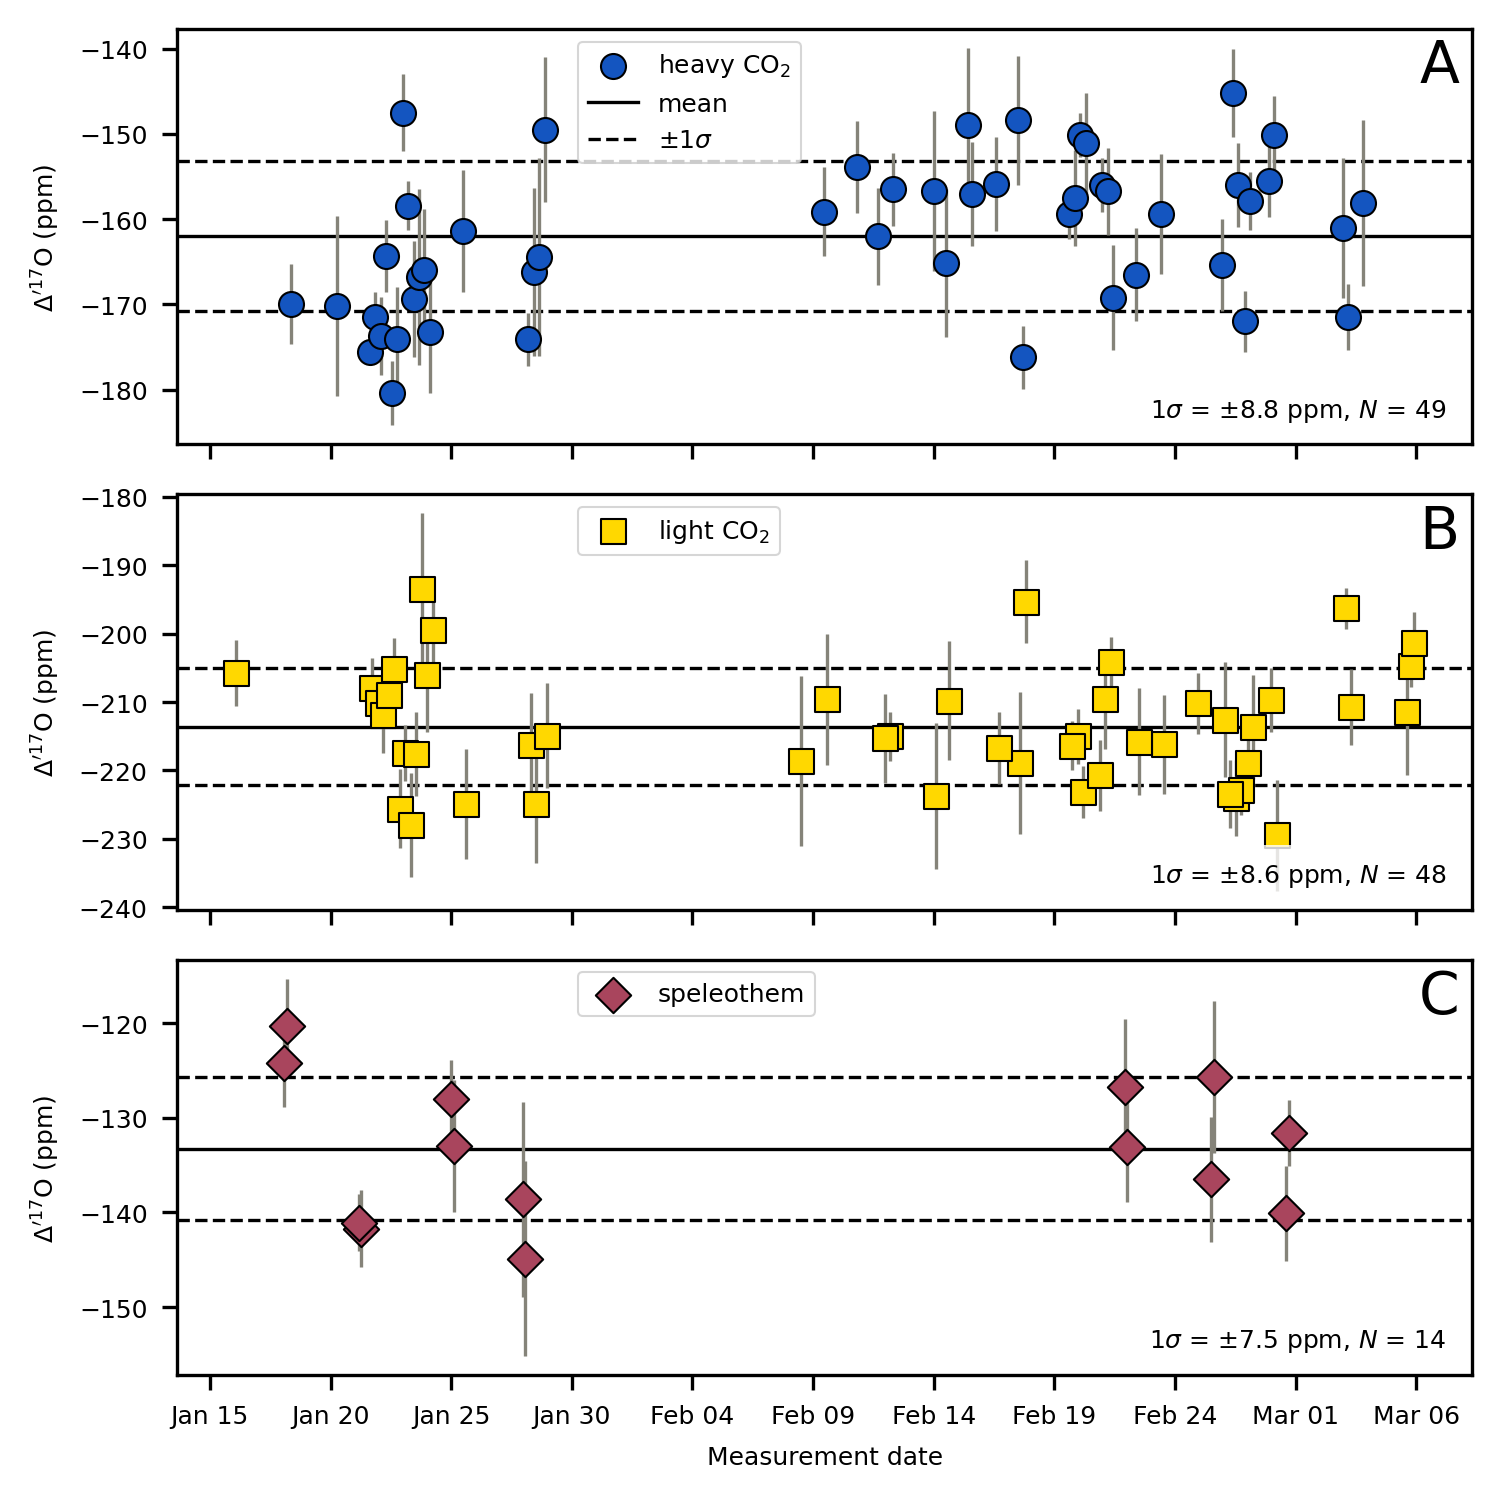 A
heavy CO₂
mean
±1σ
−140
−150
−160
−170
−180
Δ′¹⁷O (ppm)
1σ = ±8.8 ppm, N = 49
B
light CO₂
−180
−190
−200
−210
−220
−230
−240
Δ′¹⁷O (ppm)
1σ = ±8.6 ppm, N = 48
C
speleothem
−120
−130
−140
−150
Δ′¹⁷O (ppm)
1σ = ±7.5 ppm, N = 14
Jan 15 Jan 20 Jan 25 Jan 30 Feb 04 Feb 09 Feb 14 Feb 19 Feb 24 Mar 01 Mar 06
Measurement date